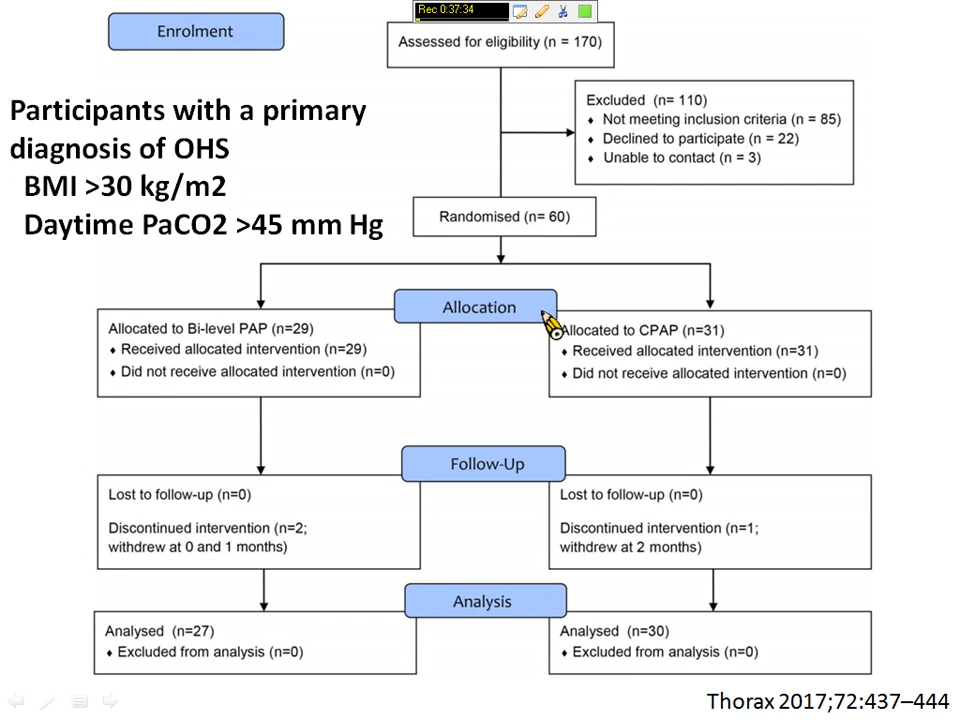 Rec 0:37:34
Enrolment
Assessed for eligibility (n = 170)
Participants with a primary
diagnosis of OHS
BMI >30 kg/m2
Daytime PaCO2 >45 mm Hg
Excluded (n= 110)
♦ Not meeting inclusion criteria (n = 85)
♦ Declined to participate (n = 22)
♦ Unable to contact (n = 3)
Randomised (n= 60)
Allocation
Allocated to Bi-level PAP (n=29)
♦ Received allocated intervention (n=29)
♦ Did not receive allocated intervention (n=0)
Allocated to CPAP (n=31)
♦ Received allocated intervention (n=31)
♦ Did not receive allocated intervention (n=0)
Follow-Up
Lost to follow-up (n=0)
Discontinued intervention (n=2;
withdrew at 0 and 1 months)
Lost to follow-up (n=0)
Discontinued intervention (n=1;
withdrew at 2 months)
Analysis
Analysed (n=27)
♦ Excluded from analysis (n=0)
Analysed (n=30)
♦ Excluded from analysis (n=0)
Thorax 2017;72:437–444